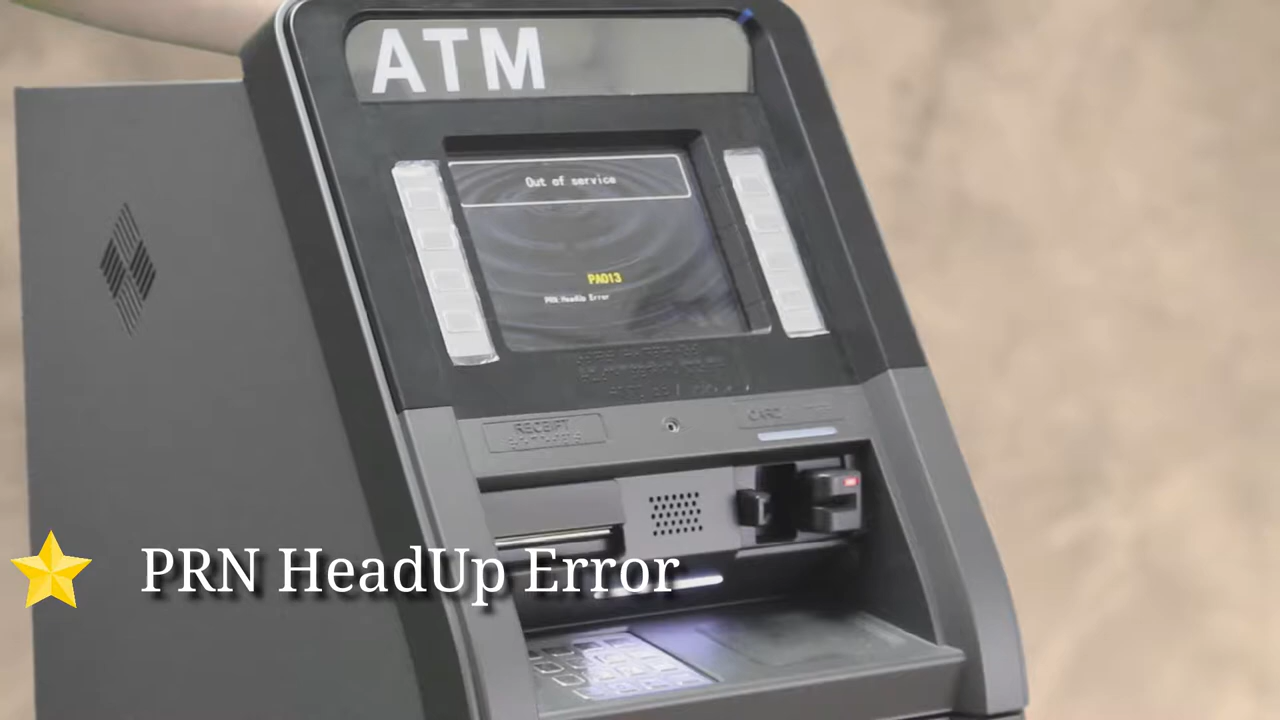 ATM
Out of service
PA013
PRN HeadUp Error
RECEIPT
CARD
PRN HeadUp Error